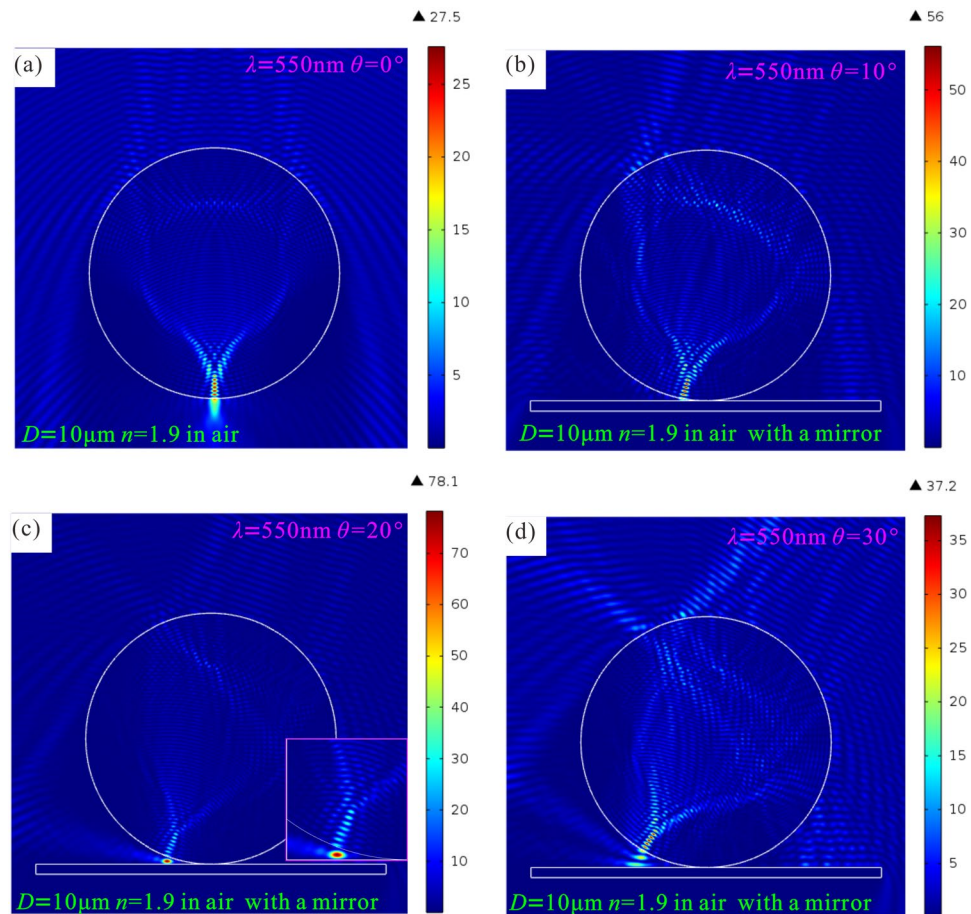 ▲ 27.5
(a)
λ=550nm θ=0°
25
20
15
10
5
D=10μm n=1.9 in air
▲ 56
(b)
λ=550nm θ=10°
50
40
30
20
10
D=10μm n=1.9 in air with a mirror
▲ 78.1
(c)
λ=550nm θ=20°
70
60
50
40
30
20
10
D=10μm n=1.9 in air with a mirror
▲ 37.2
(d)
λ=550nm θ=30°
35
30
25
20
15
10
5
D=10μm n=1.9 in air with a mirror